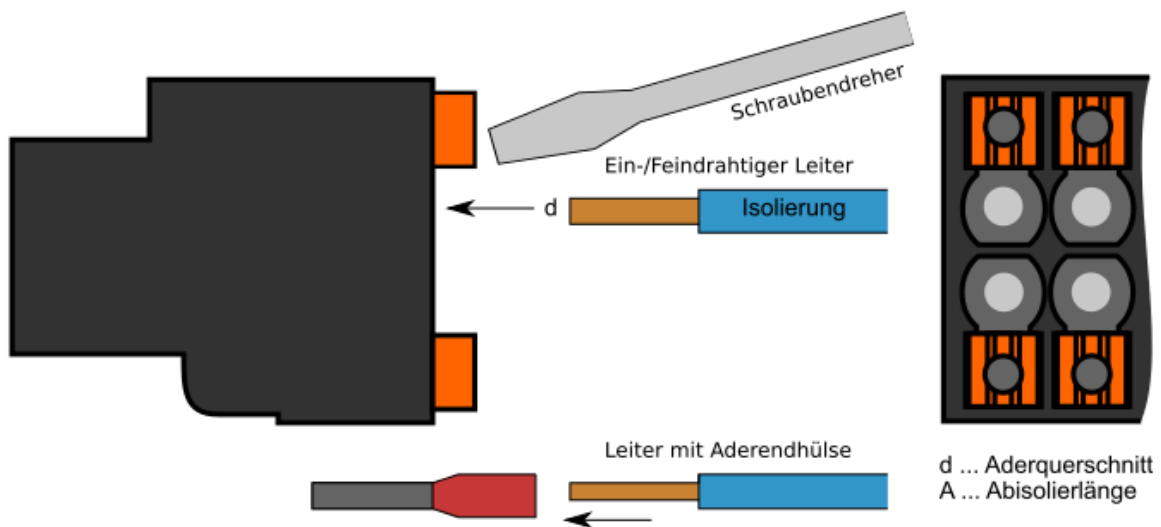 Schraubendreher
Ein-/Feindrahtiger Leiter
d
Isolierung
Leiter mit Aderendhülse
d ... Aderquerschnitt
A ... Abisolierlänge